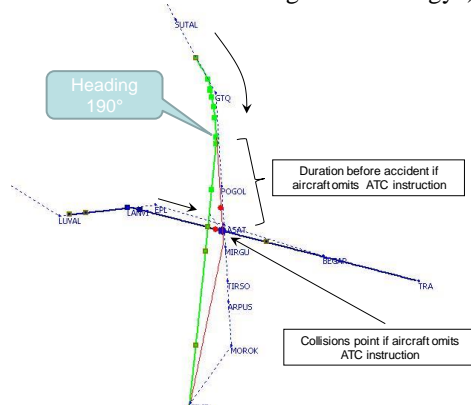 SUTAL
Heading
190°
GTQ
Duration before accident if
aircraft omits ATC instruction
POGOL
EPL
LANVI
LUVAL
ASAT
MIRGU
BEGAR
TRA
TIRSO
ARPUS
Collisions point if aircraft omits
ATC instruction
MOROK